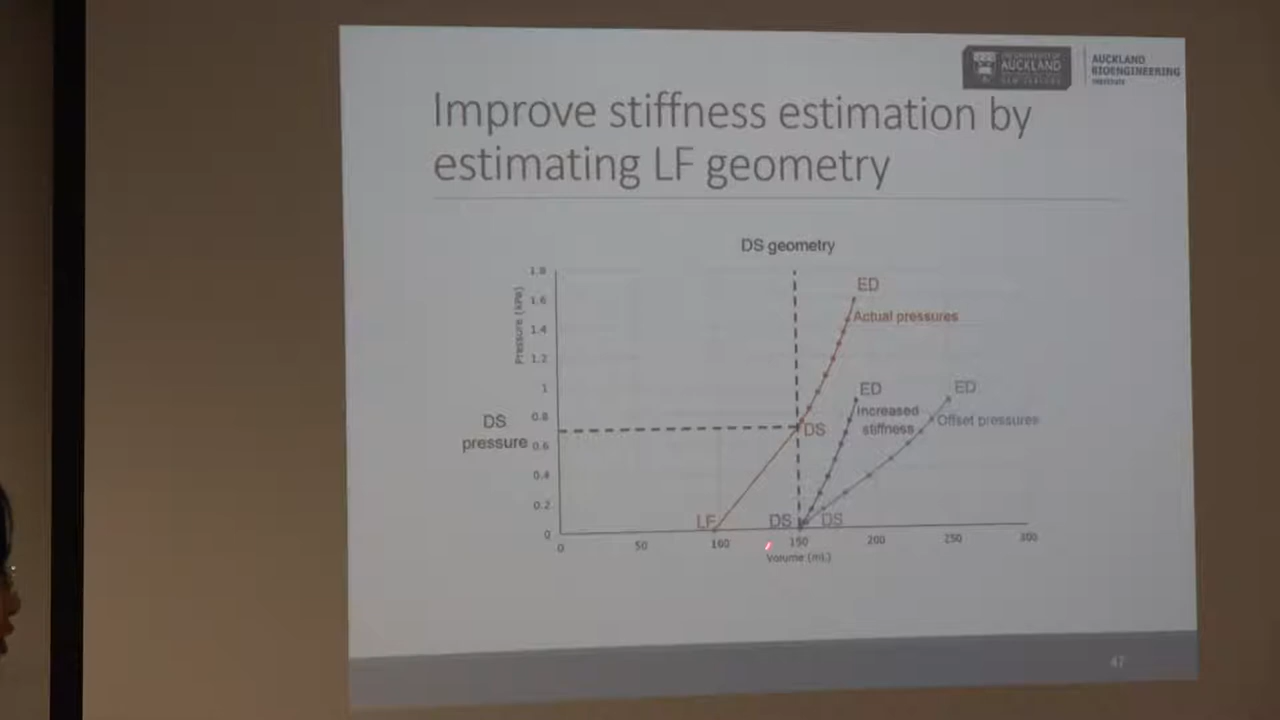 THE UNIVERSITY OF
AUCKLAND
NEW ZEALAND
AUCKLAND
BIOENGINEERING
INSTITUTE
Improve stiffness estimation by
estimating LF geometry
DS geometry
1.8
1.6
1.4
1.2
1
0.8
0.6
0.4
0.2
0
Pressure (kPa)
DS
pressure
ED
Actual pressures
ED
Increased
stiffness
ED
Offset pressures
DS
LF
DS
DS
0
50
100
150
200
250
300
Volume (mL)
47